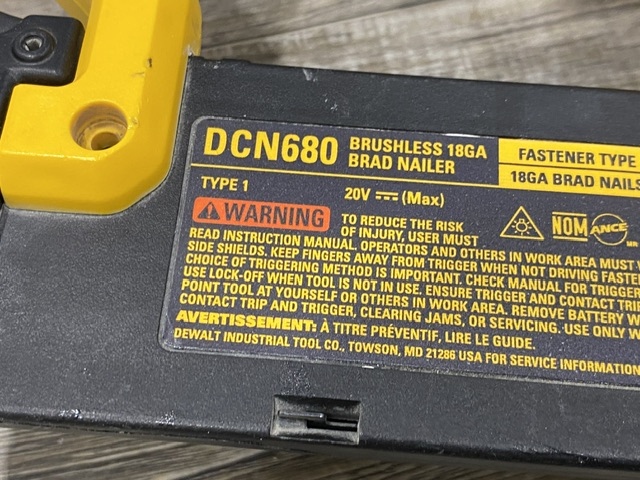 DCN680 BRUSHLESS 18GA BRAD NAILER
FASTENER TYPE
18GA BRAD NAILS
TYPE 1
20V (Max)
WARNING TO REDUCE THE RISK
OF INJURY, USER MUST
READ INSTRUCTION MANUAL. OPERATORS AND OTHERS IN WORK AREA MUST
SIDE SHIELDS. KEEP FINGERS AWAY FROM TRIGGER WHEN NOT DRIVING
CHOICE OF TRIGGERING METHOD IS IMPORTANT. CHECK MANUAL FOR
USE LOCK-OFF WHEN TOOL IS NOT IN USE. ENSURE TRIGGER AND CONTACT
POINT TOOL AT YOURSELF OR OTHERS IN WORK AREA. REMOVE BATTERY
CONTACT TRIP AND TRIGGER, CLEARING JAMS, OR SERVICING. USE ONLY
AVERTISSEMENT: À TITRE PRÉVENTIF, LIRE LE GUIDE.
DEWALT INDUSTRIAL TOOL CO., TOWSON, MD 21286 USA FOR SERVICE INFORMATION
NOM
ANCE
MR